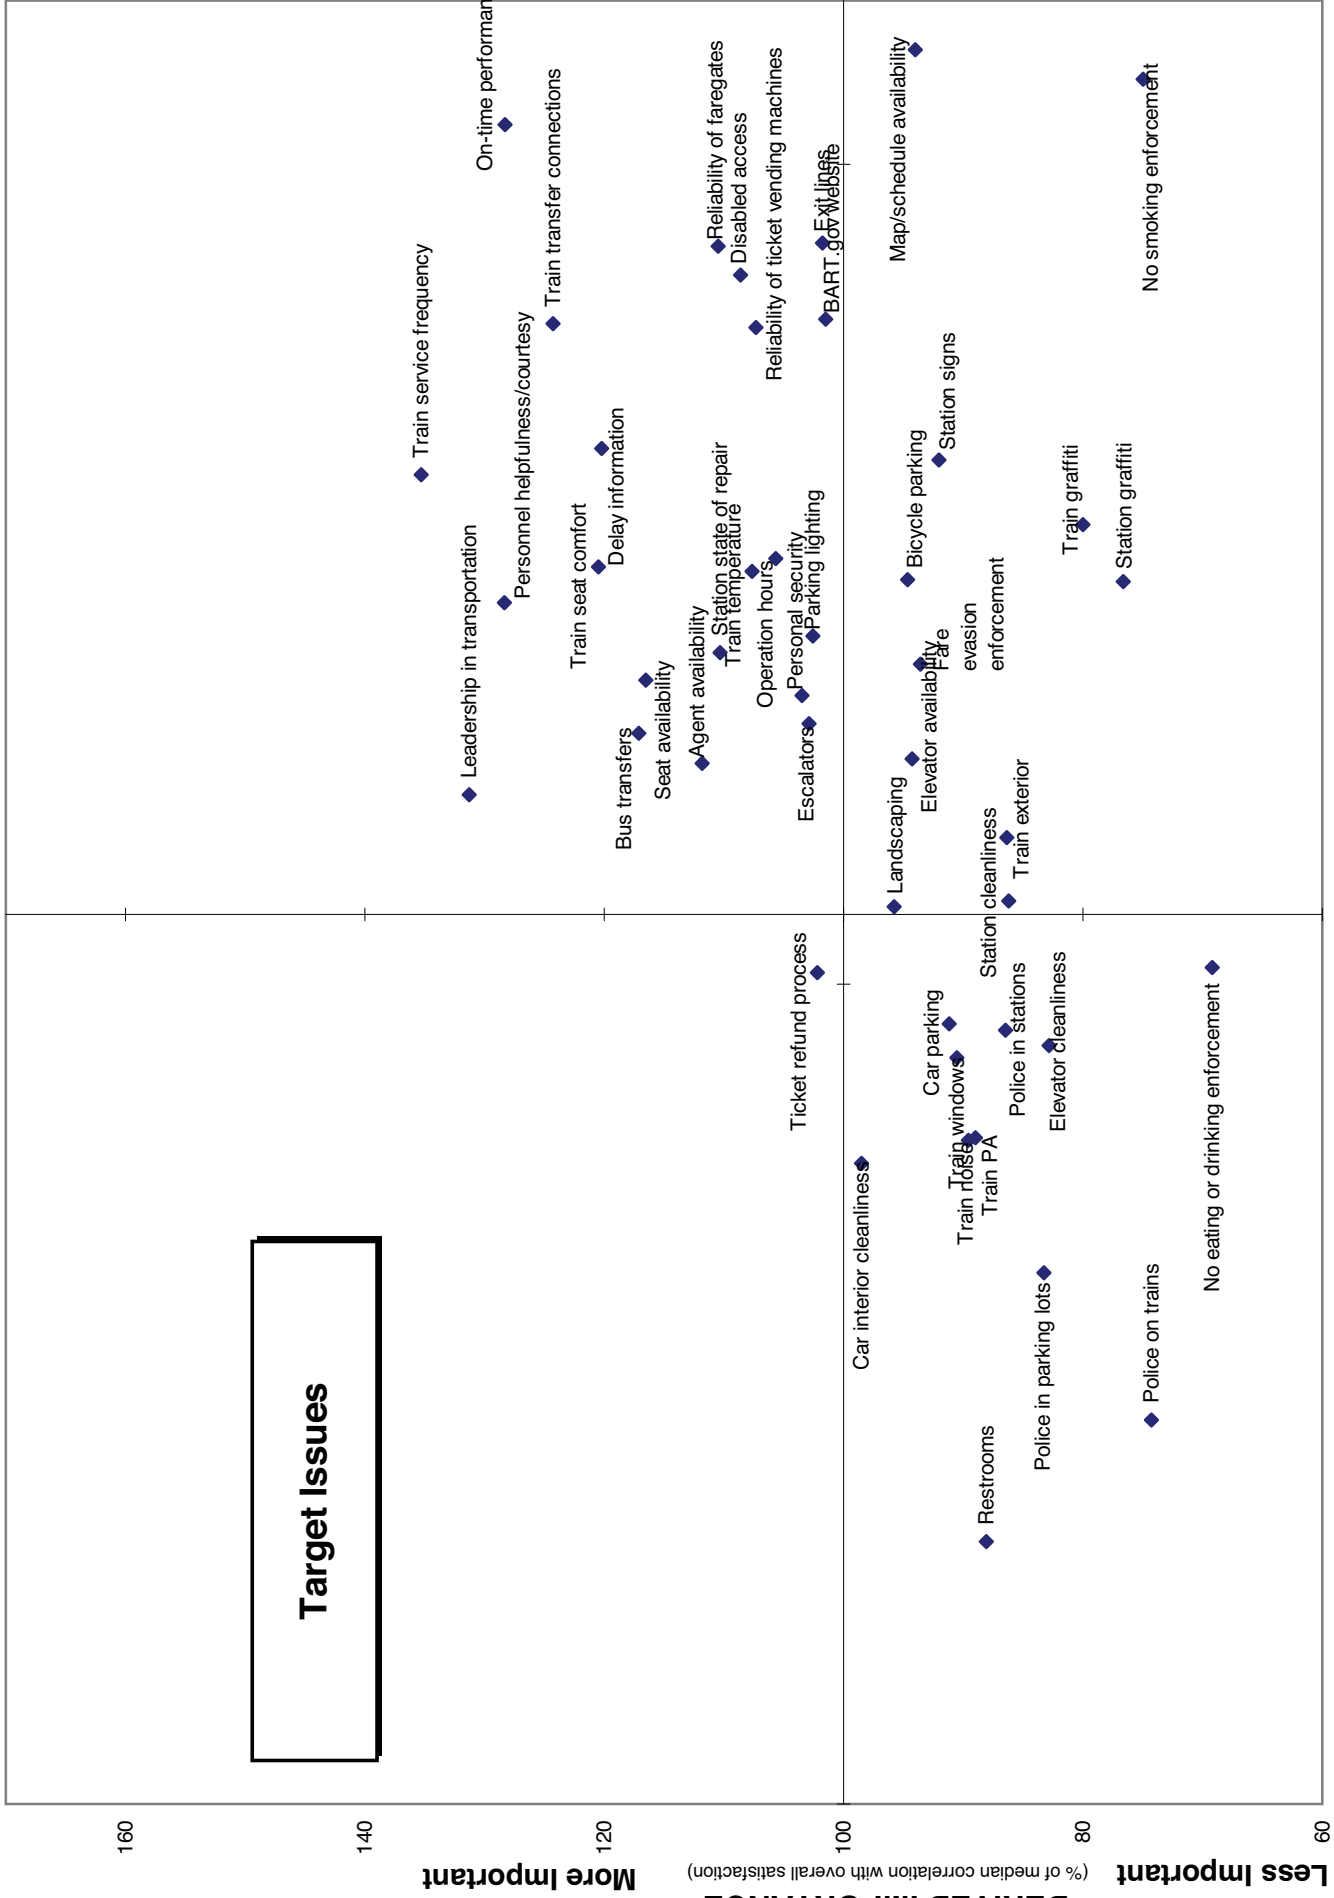 Target Issues
160
140
120
100
80
60
More Important
(% of median correlation with overall satisfaction)
Less Important
DERIVED IMPORTANCE
Train service frequency
Leadership in transportation
On-time performan
Personnel helpfulness/courtesy
Train transfer connections
Train seat comfort
Delay information
Bus transfers
Seat availability
Agent availability
Station state of repair
Train temperature
Reliability of faregates
Disabled access
Reliability of ticket vending machines
Operation hours
Personal security
Parking lighting
Escalators
Exit lines
BART.gov website
Ticket refund process
Car interior cleanliness
Landscaping
Bicycle parking
Map/schedule availability
Elevator availability
Fare
evasion
enforcement
Station signs
Car parking
Train windows
Train noise
Train PA
Restrooms
Station cleanliness
Train exterior
Police in stations
Police in parking lots
Elevator cleanliness
Train graffiti
Station graffiti
No smoking enforcement
Police on trains
No eating or drinking enforcement